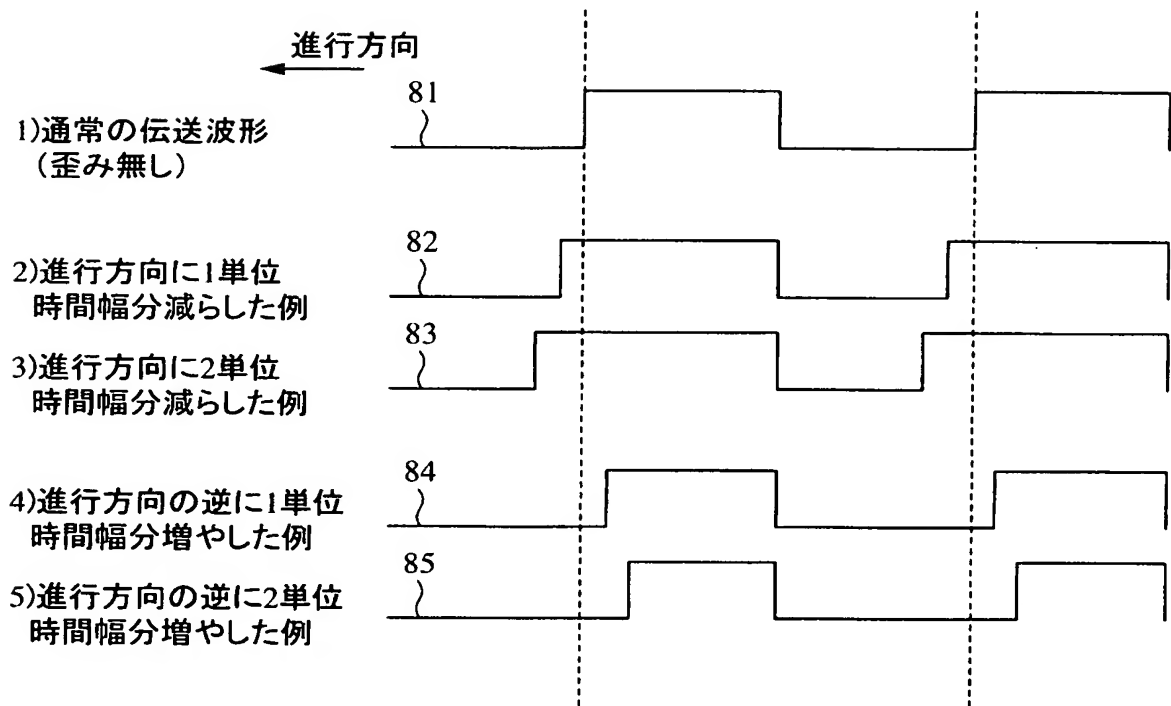 進行方向
81
1)通常の伝送波形
(歪み無し)
82
2)進行方向に1単位
時間幅分減らした例
83
3)進行方向に2単位
時間幅分減らした例
84
4)進行方向の逆に1単位
時間幅分増やした例
85
5)進行方向の逆に2単位
時間幅分増やした例